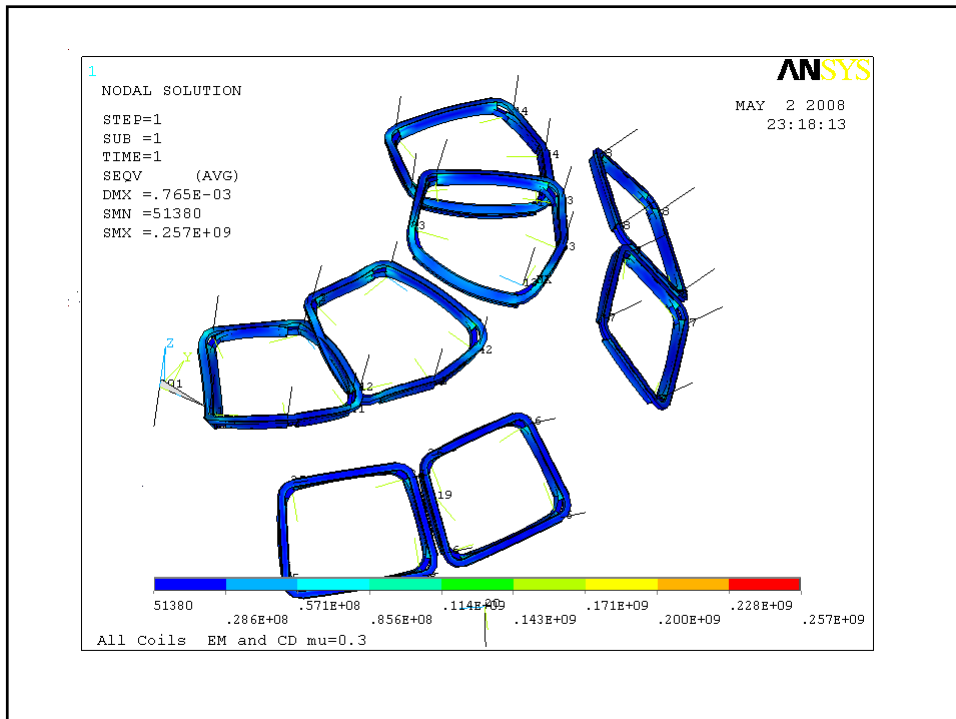 1
ANSYS
NODAL SOLUTION
MAY  2 2008
23:18:13
STEP=1
SUB =1
TIME=1
SEQV     (AVG)
DMX =.765E-03
SMN =51380
SMX =.257E+09
Z
Y
19
51380
.286E+08
.571E+08
.856E+08
.114E+09
.143E+09
.171E+09
.200E+09
.228E+09
.257E+09
All Coils  EM and CD mu=0.3